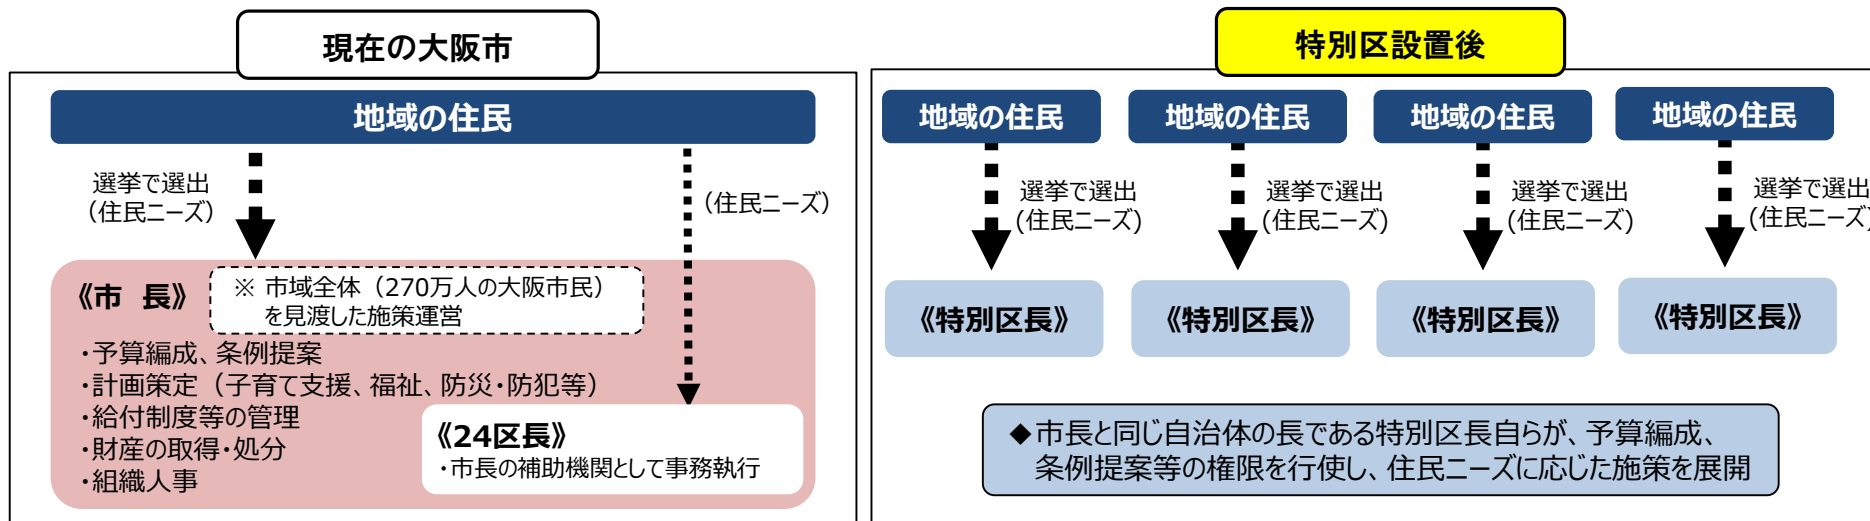 現在の大阪市
地域の住民
選挙で選出
(住民ニーズ)
(住民ニーズ)
《市 長》
※ 市域全体（270万人の大阪市民）
を見渡した施策運営
・予算編成、条例提案
・計画策定（子育て支援、福祉、防災・防犯等）
・給付制度等の管理
・財産の取得・処分
・組織人事
《24区長》
・市長の補助機関として事務執行
特別区設置後
地域の住民
地域の住民
地域の住民
地域の住民
選挙で選出
(住民ニーズ)
選挙で選出
(住民ニーズ)
選挙で選出
(住民ニーズ)
選挙で選出
(住民ニーズ)
《特別区長》
《特別区長》
《特別区長》
《特別区長》
◆市長と同じ自治体の長である特別区長自らが、予算編成、
条例提案等の権限を行使し、住民ニーズに応じた施策を展開